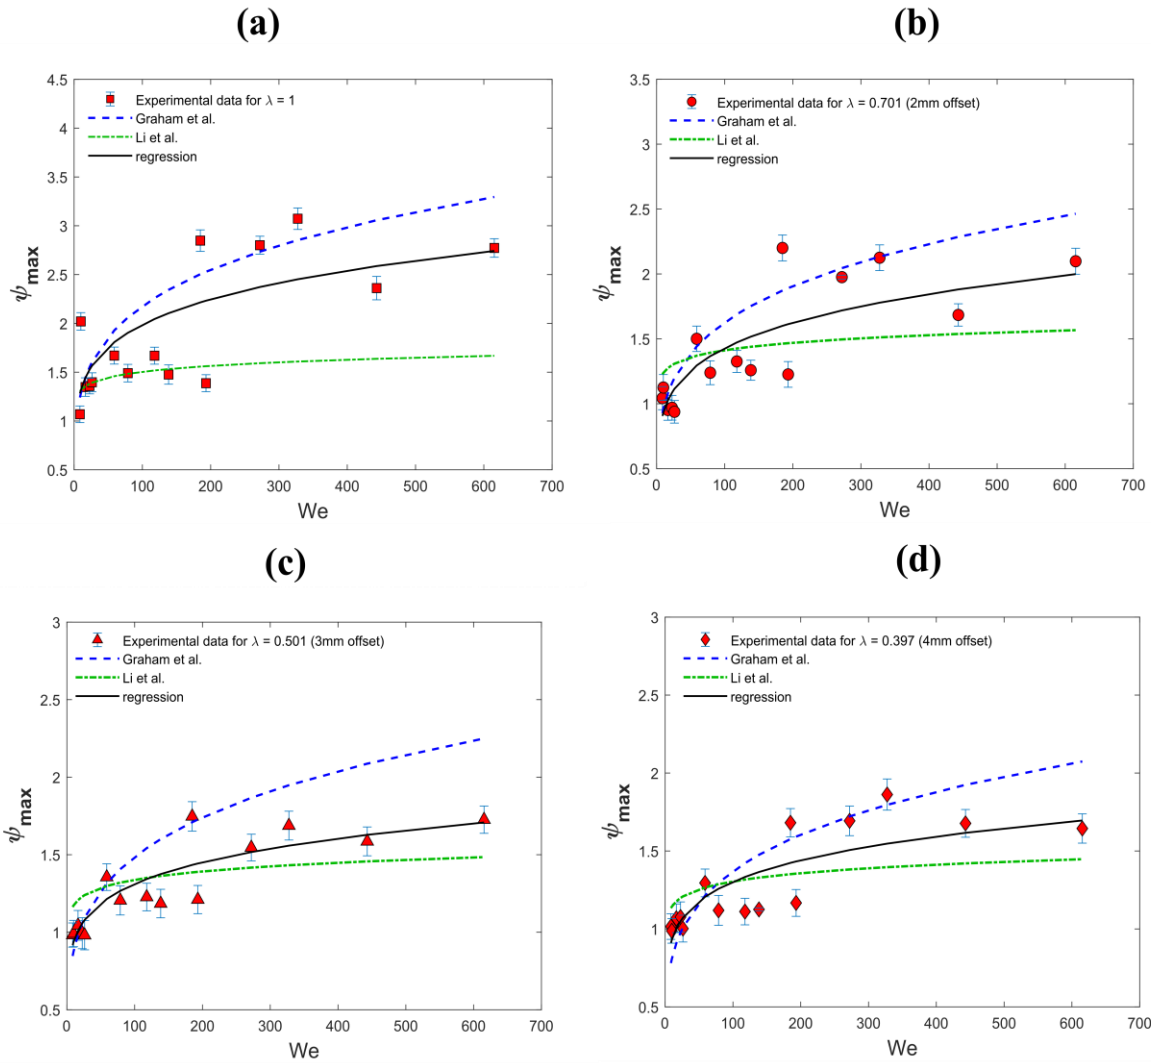 (a)
4.5
4
3.5
3
2.5
2
1.5
1
0.5
ψmax
Experimental data for λ = 1
Graham et al.
Li et al.
regression
0 100 200 300 400 500 600 700
We
(b)
3.5
3
2.5
2
1.5
1
0.5
ψmax
Experimental data for λ = 0.701 (2mm offset)
Graham et al.
Li et al.
regression
0 100 200 300 400 500 600 700
We
(c)
3
2.5
2
1.5
1
0.5
ψmax
Experimental data for λ = 0.501 (3mm offset)
Graham et al.
Li et al.
regression
0 100 200 300 400 500 600 700
We
(d)
3
2.5
2
1.5
1
0.5
ψmax
Experimental data for λ = 0.397 (4mm offset)
Graham et al.
Li et al.
regression
0 100 200 300 400 500 600 700
We